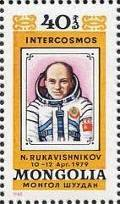 40₮
INTERCOSMOS
N. RUKAVISHNIKOV
10-12 Apr. 1979
MONGOLIA
МОНГОЛ ШУУДАН